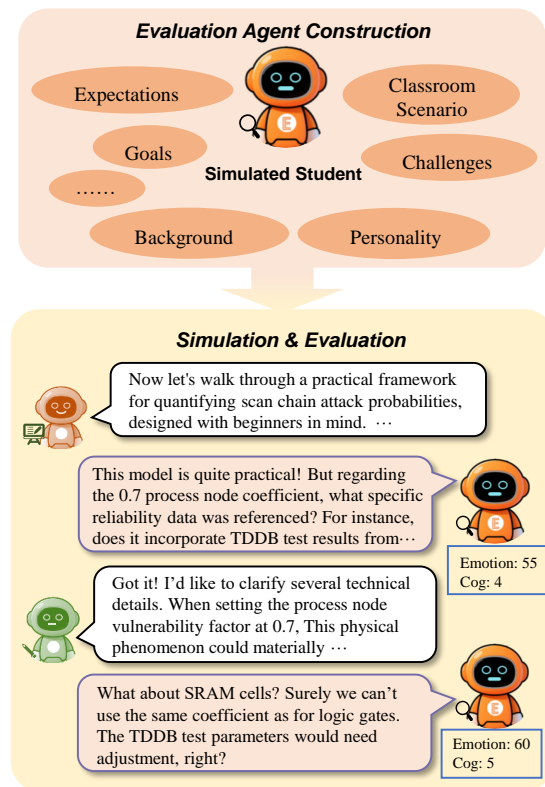 Evaluation Agent Construction
Expectations
Classroom
Scenario
Goals
Challenges
E
Simulated Student
……
Background
Personality
Simulation & Evaluation
Now let's walk through a practical framework
for quantifying scan chain attack probabilities,
designed with beginners in mind. ⋯
This model is quite practical! But regarding
the 0.7 process node coefficient, what specific
reliability data was referenced? For instance,
does it incorporate TDDB test results from⋯
E
Emotion: 55
Cog: 4
Got it! I'd like to clarify several technical
details. When setting the process node
vulnerability factor at 0.7, This physical
phenomenon could materially ⋯
What about SRAM cells? Surely we can't
use the same coefficient as for logic gates.
The TDDB test parameters would need
adjustment, right?
E
Emotion: 60
Cog: 5